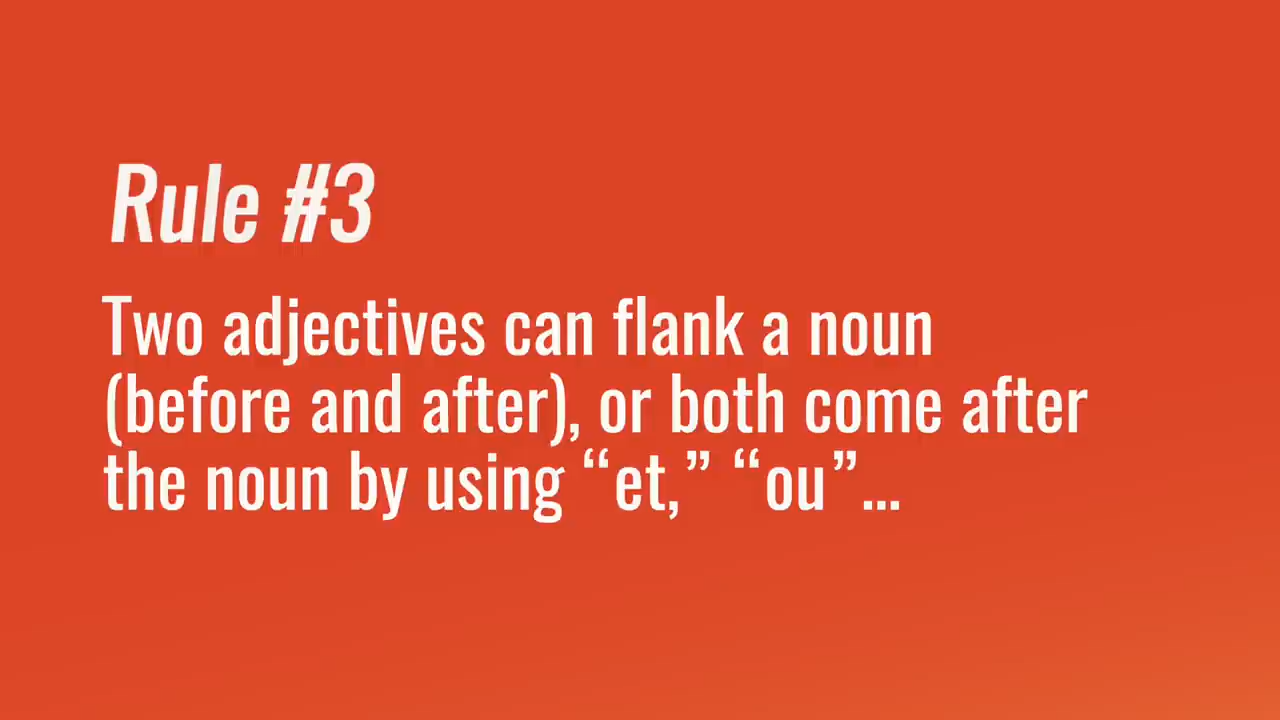 Rule #3
Two adjectives can flank a noun
(before and after), or both come after
the noun by using “et,” “ou”...